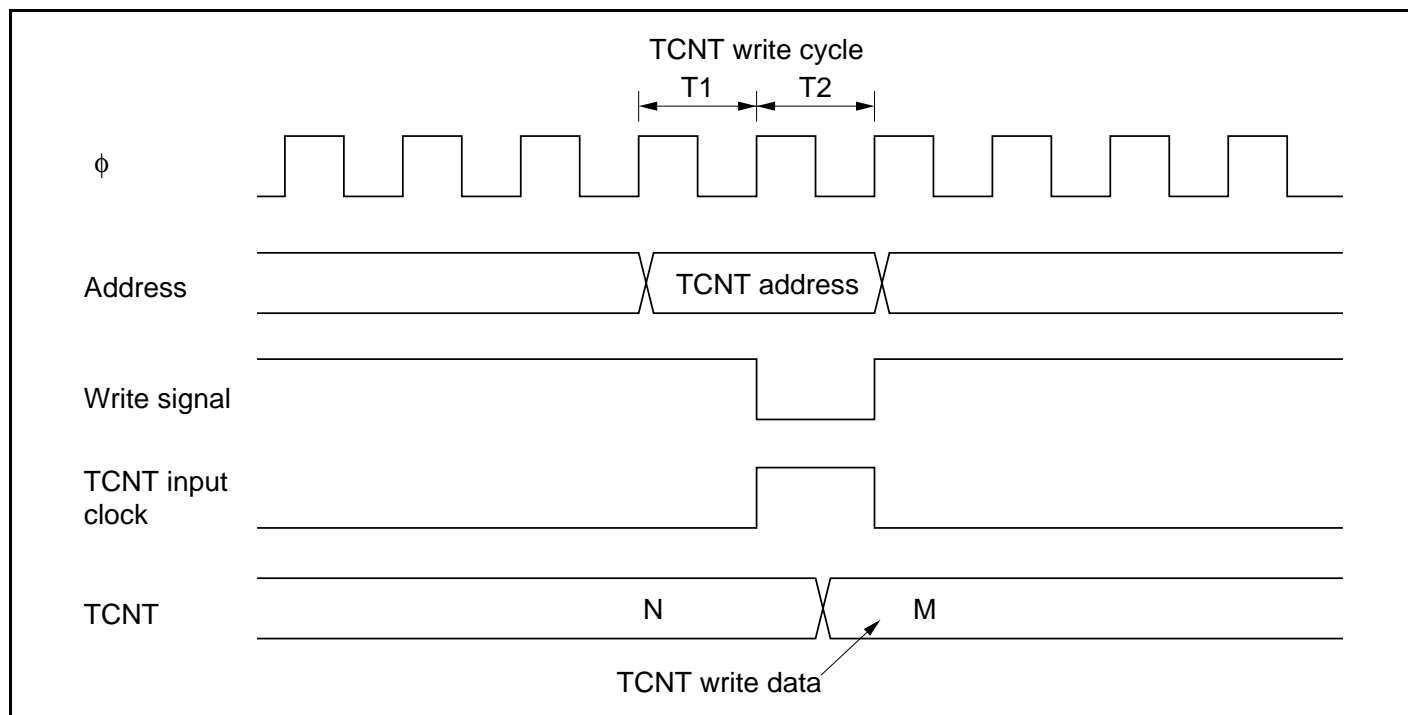 TCNT write cycle
T1 T2
ϕ
Address
TCNT address
Write signal
TCNT input
clock
TCNT
N M
TCNT write data